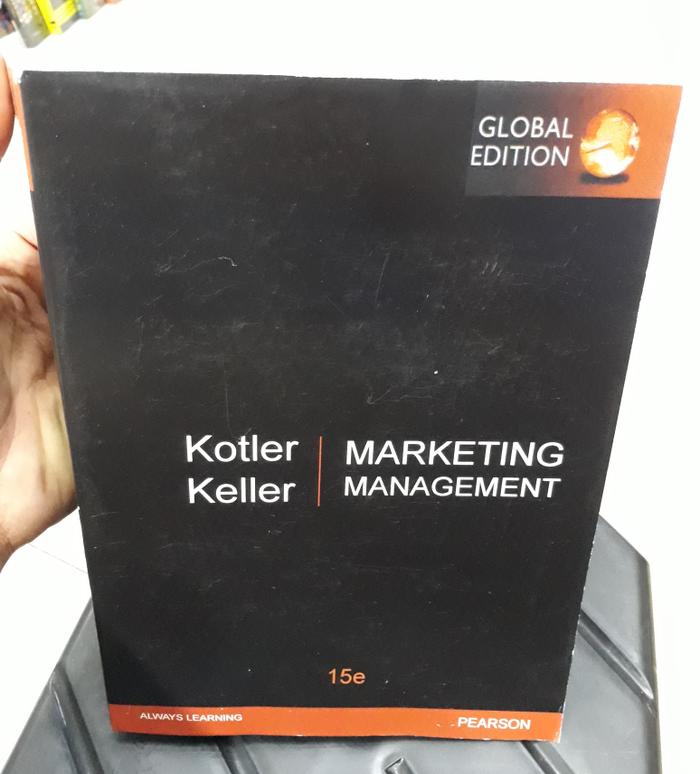 GLOBAL
EDITION
Kotler
Keller
MARKETING
MANAGEMENT
15e
ALWAYS LEARNING
PEARSON